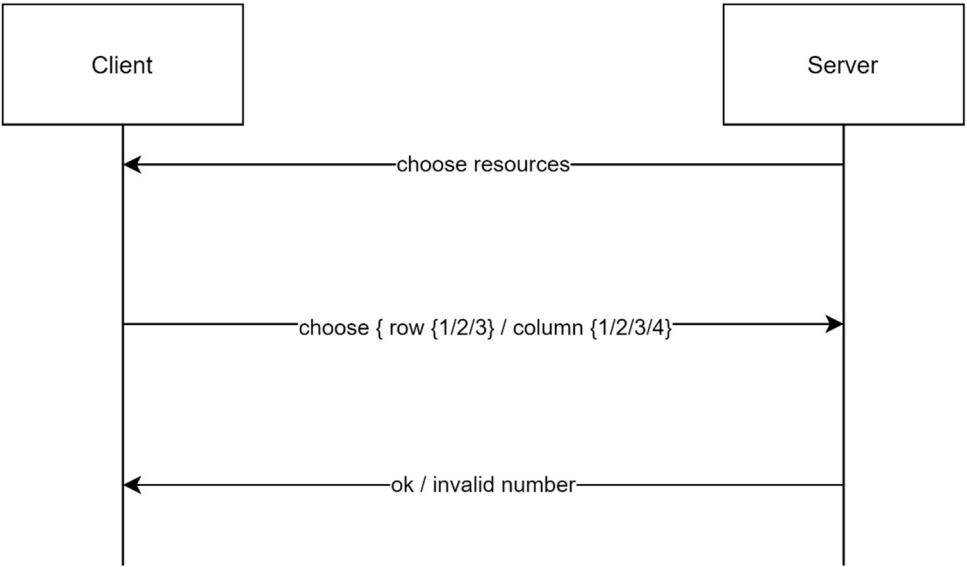 Client
Server
choose resources
choose { row {1/2/3} / column {1/2/3/4}
ok / invalid number